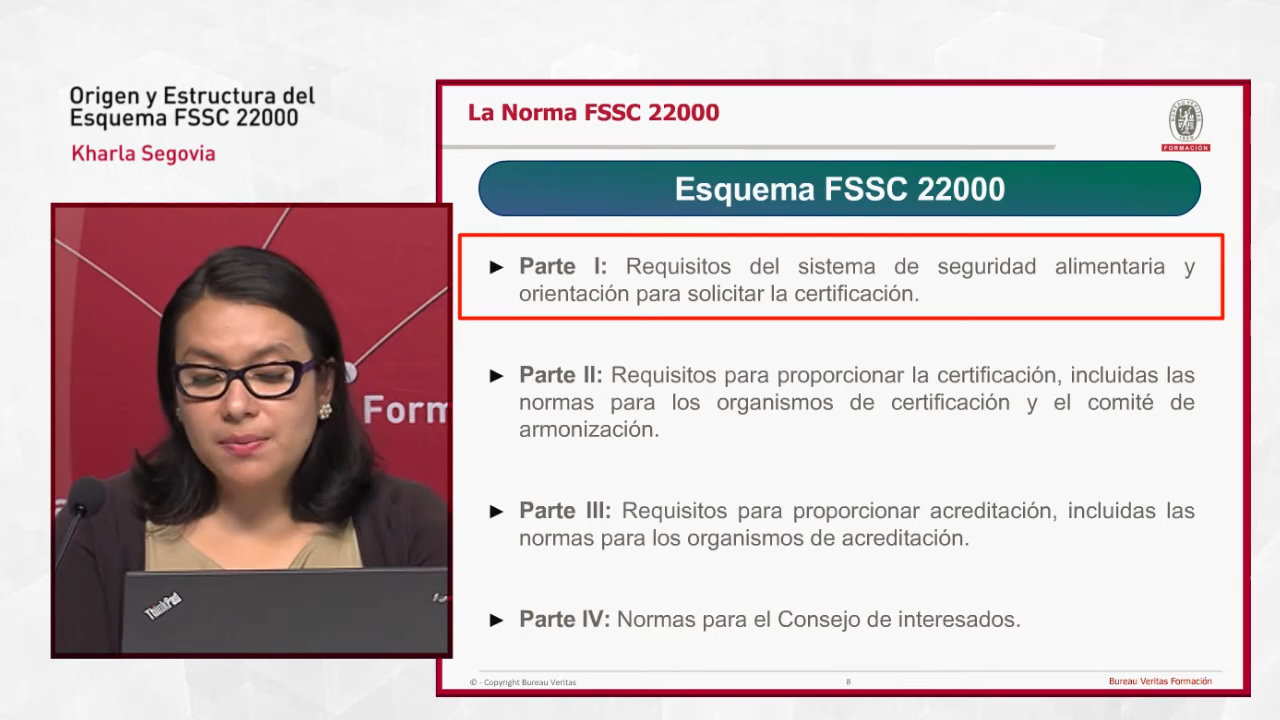 Origen y Estructura del
Esquema FSSC 22000
Kharla Segovia
La Norma FSSC 22000
FORMACIÓN
Esquema FSSC 22000
► Parte I: Requisitos del sistema de seguridad alimentaria y
orientación para solicitar la certificación.
► Parte II: Requisitos para proporcionar la certificación, incluidas las
normas para los organismos de certificación y el comité de
armonización.
► Parte III: Requisitos para proporcionar acreditación, incluidas las
normas para los organismos de acreditación.
► Parte IV: Normas para el Consejo de interesados.
Form
ThinkPad
© - Copyright Bureau Veritas
8
Bureau Veritas Formación